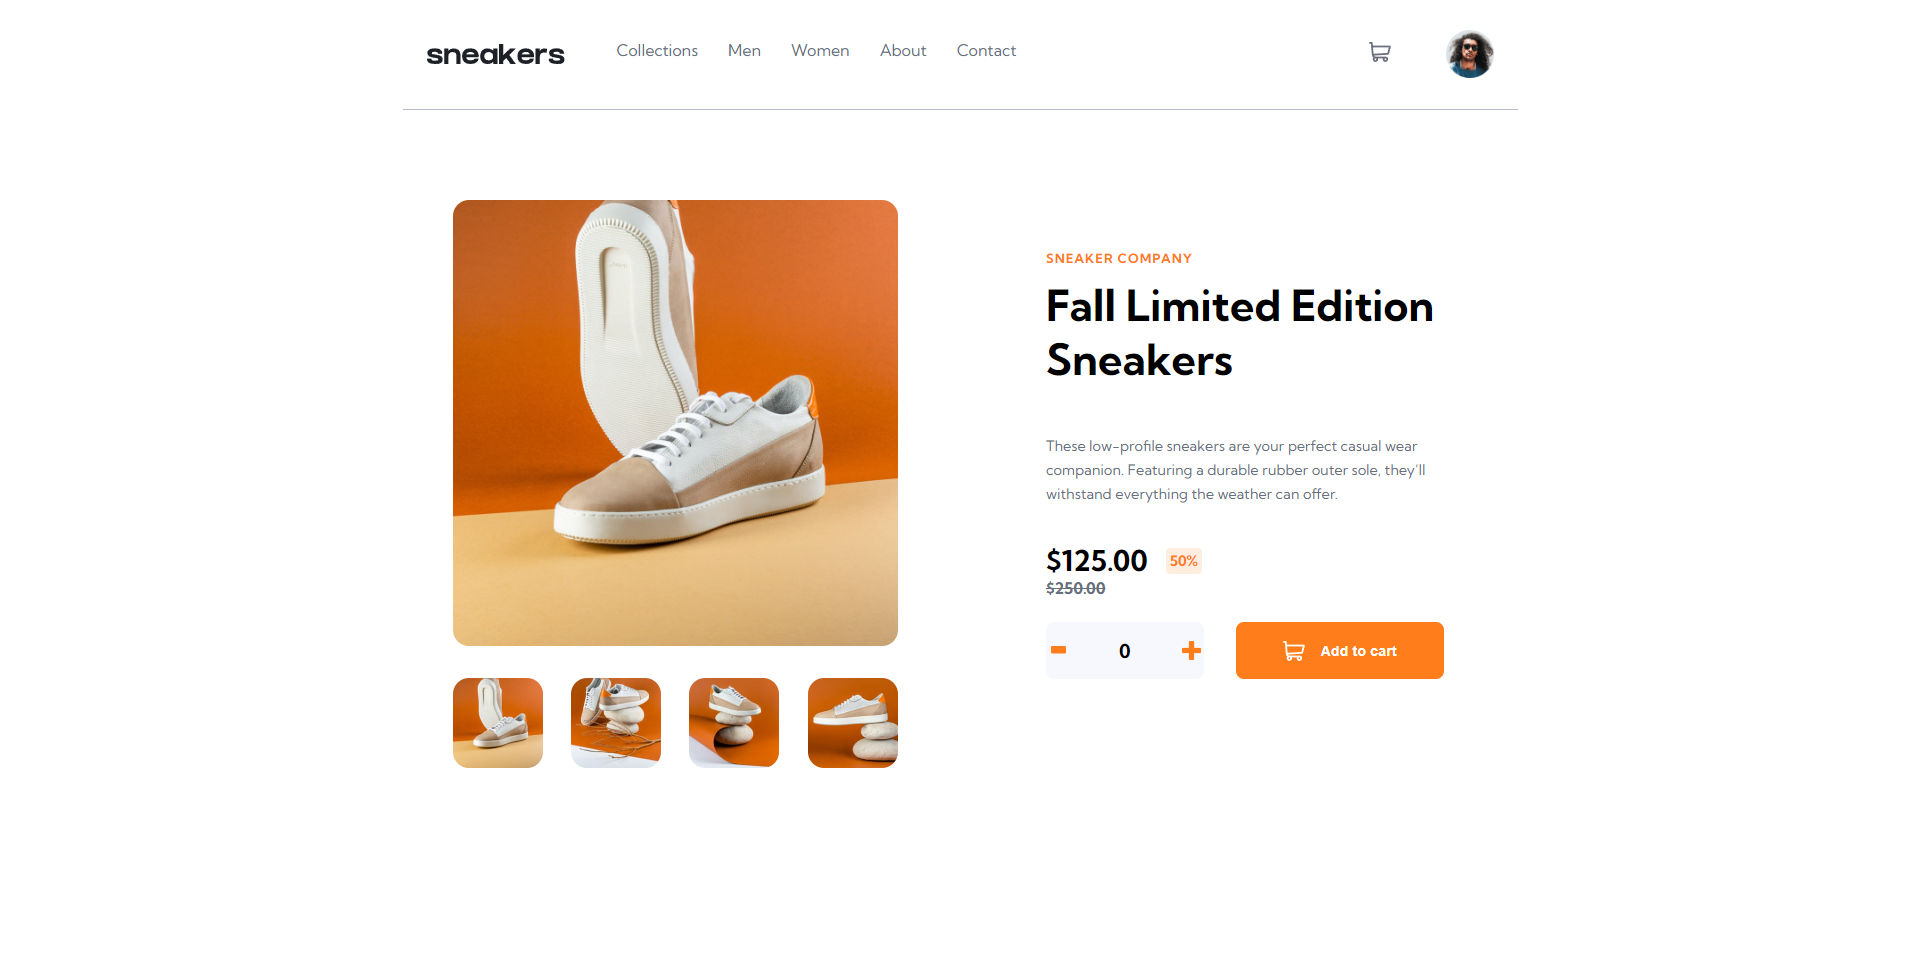 sneakers Collections Men Women About Contact
SNEAKER COMPANY
Fall Limited Edition
Sneakers
These low-profile sneakers are your perfect casual wear
companion. Featuring a durable rubber outer sole, they'll
withstand everything the weather can offer.
$125.00 50%
$250.00
0 Add to cart